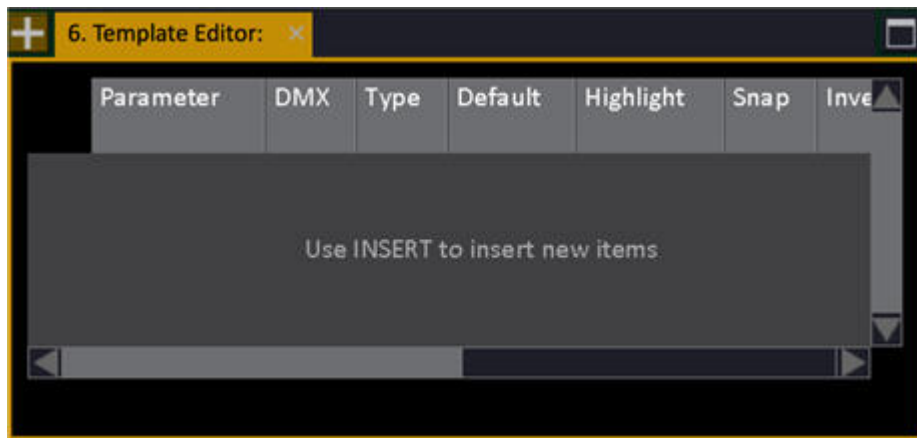 6. Template Editor:
Parameter DMX Type Default Highlight Snap Inve
Use INSERT to insert new items